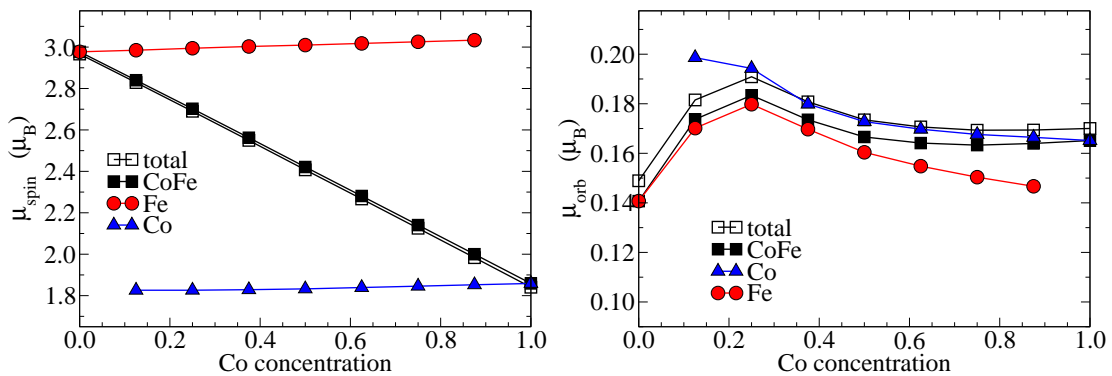 3.0
2.8
2.6
2.4
2.2
2.0
1.8
μspin (μB)
total
CoFe
Fe
Co
0.0 0.2 0.4 0.6 0.8 1.0
Co concentration
0.20
0.18
0.16
0.14
0.12
0.10
μorb (μB)
total
CoFe
Co
Fe
0.0 0.2 0.4 0.6 0.8 1.0
Co concentration